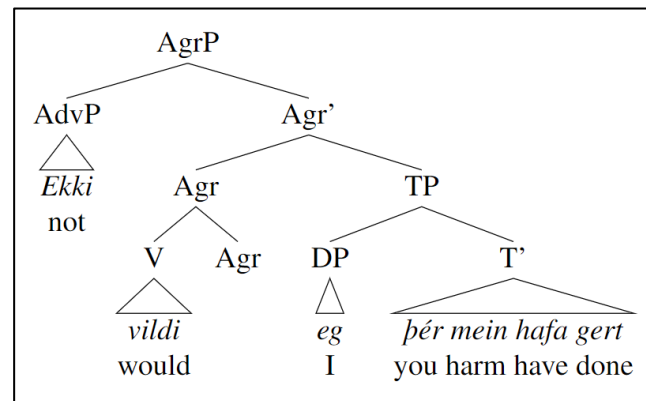 AgrP
AdvP Agr’
Ekki Agr TP
not
V Agr DP T’
vildi eg þér mein hafa gert
would I you harm have done